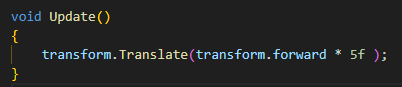 void Update()
{
transform.Translate(transform.forward * 5f );
}